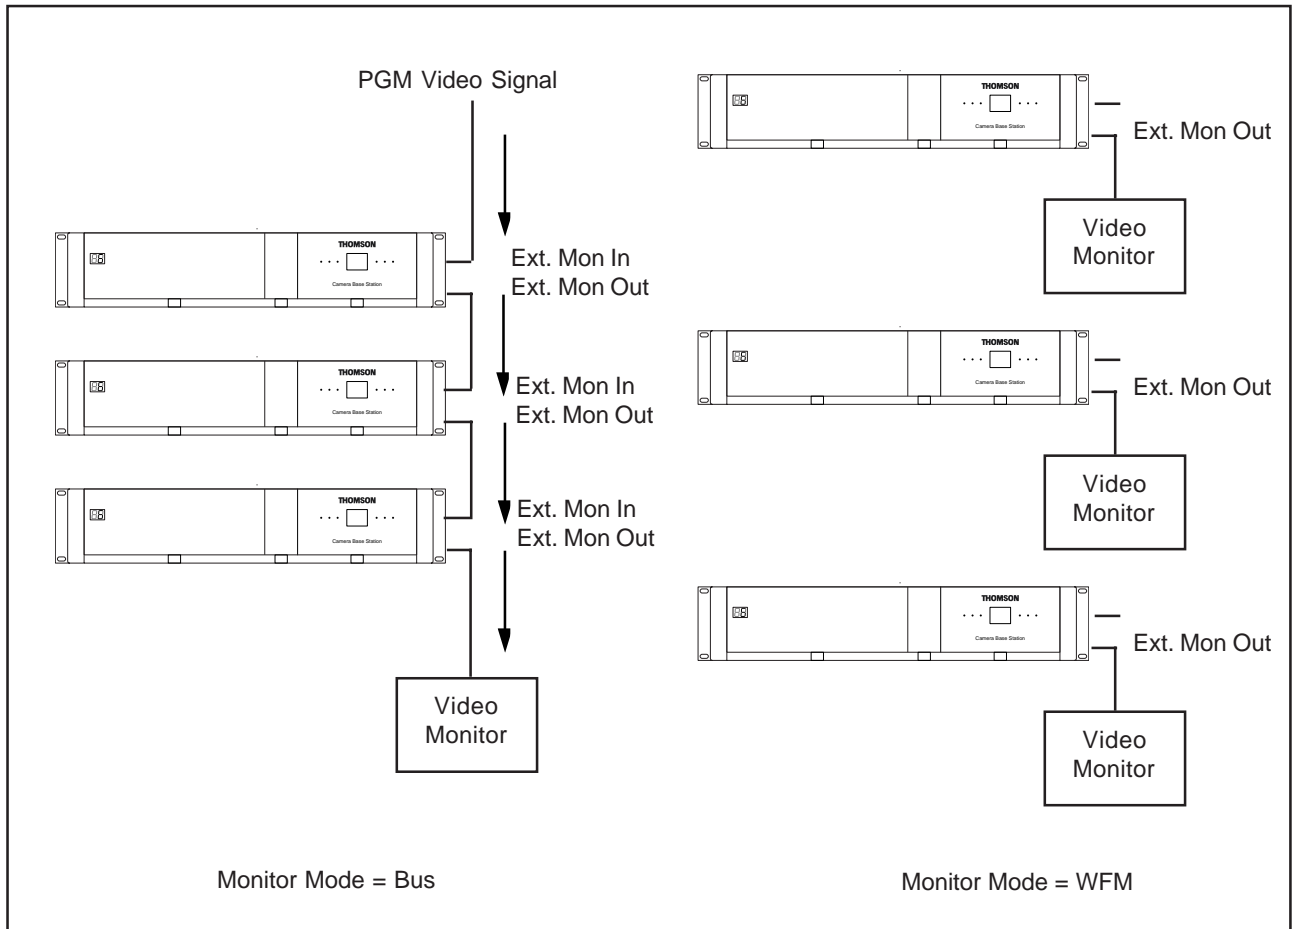 PGM Video Signal
THOMSON
Camera Base Station
Ext. Mon In
Ext. Mon Out
THOMSON
Camera Base Station
Ext. Mon In
Ext. Mon Out
THOMSON
Camera Base Station
Ext. Mon In
Ext. Mon Out
Video
Monitor
Monitor Mode = Bus
THOMSON
Camera Base Station
Ext. Mon Out
Video
Monitor
THOMSON
Camera Base Station
Ext. Mon Out
Video
Monitor
THOMSON
Camera Base Station
Ext. Mon Out
Video
Monitor
Monitor Mode = WFM